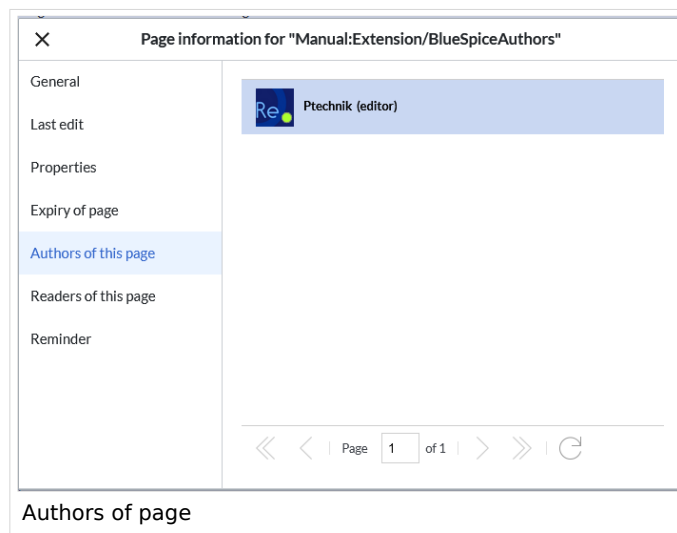 Page information for "Manual:Extension/BlueSpiceAuthors"
General
Last edit
Properties
Expiry of page
Authors of this page
Readers of this page
Reminder
Re
Ptechnik (editor)
Page 1 of 1
Authors of page